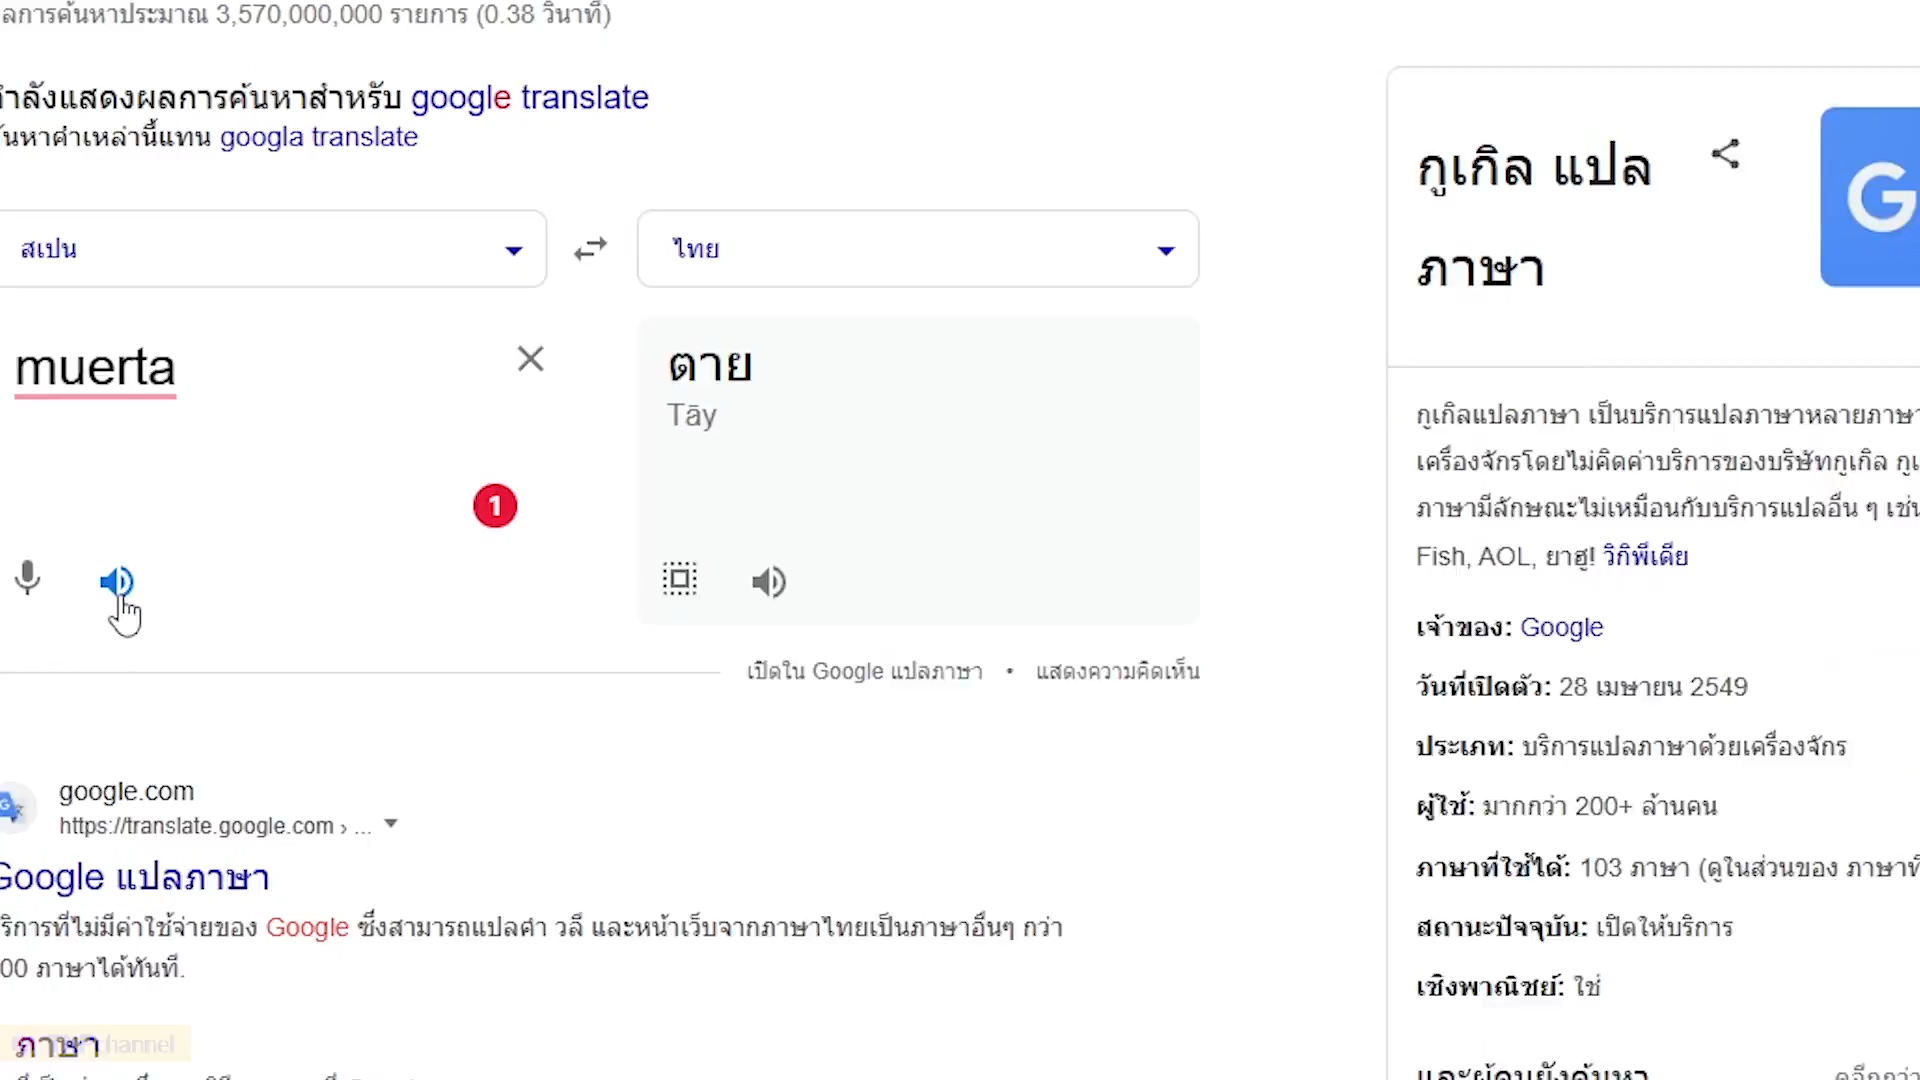 ลการค้นหาประมาณ 3,570,000,000 รายการ (0.38 วินาที)
กำลังแสดงผลการค้นหาสำหรับ google translate
ค้นหาคำเหล่านี้แทน googla translate
สเปน
ไทย
muerta
ตาย
Tāy
1
เปิดใน Google แปลภาษา • แสดงความคิดเห็น
google.com
https://translate.google.com › ...
Google แปลภาษา
ริการที่ไม่มีค่าใช้จ่ายของ Google ซึ่งสามารถแปลคำ วลี และหน้าเว็บจากภาษาไทยเป็นภาษาอื่นๆ กว่า
00 ภาษาได้ทันที.
ภาษา
channel
กูเกิล แปล
ภาษา
G
กูเกิลแปลภาษา เป็นบริการแปลภาษาหลายภาษา
เครื่องจักรโดยไม่คิดค่าบริการของบริษัทกูเกิล
ภาษามีลักษณะไม่เหมือนกับบริการแปลอื่น ๆ เช่น
Fish, AOL, ยาฮู! วิกิพีเดีย
เจ้าของ: Google
วันที่เปิดตัว: 28 เมษายน 2549
ประเภท: บริการแปลภาษาด้วยเครื่องจักร
ผู้ใช้: มากกว่า 200+ ล้านคน
ภาษาที่ใช้ได้: 103 ภาษา (ดูในส่วนของ ภาษาที่
สถานะปัจจุบัน: เปิดให้บริการ
เชิงพาณิชย์: ใช่
และผู้คนยังค้นหา